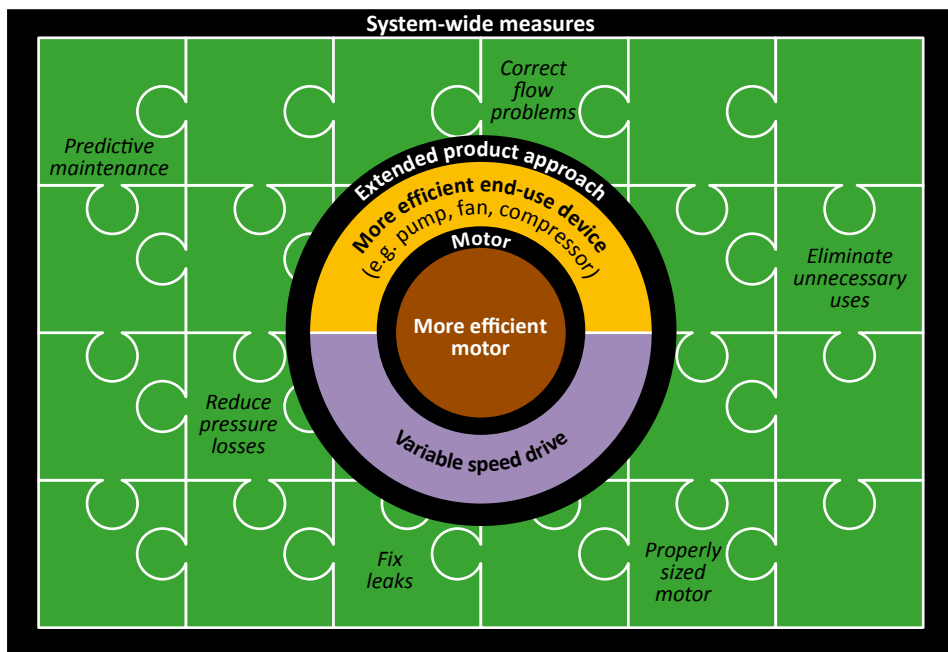 System-wide measures
Correct
flow
problems
Predictive
maintenance
Extended product approach
More efficient end-use device
(e.g. pump, fan, compressor)
Motor
Eliminate
unnecessary
uses
More efficient
motor
Reduce
pressure
losses
Variable speed drive
Fix
leaks
Properly
sized
motor